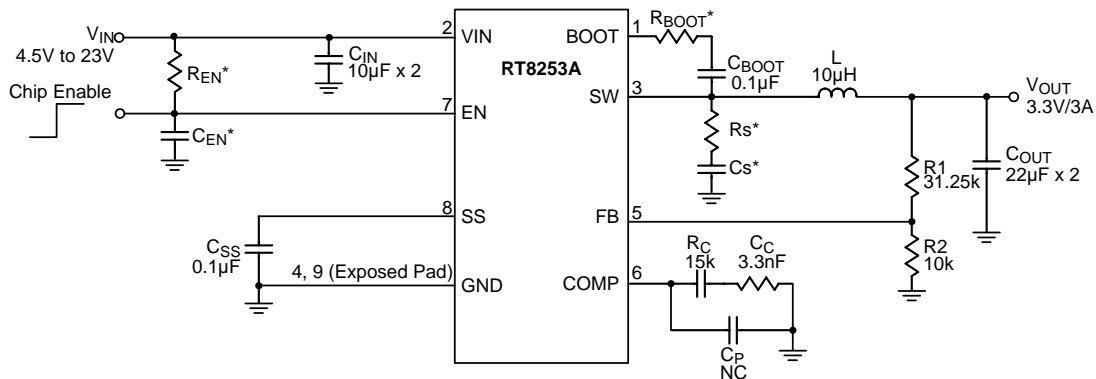 VIN
4.5V to 23V
REN*
Chip Enable
CEN*
CIN
10µF x 2
2
VIN
7
EN
8
SS
CSS
0.1µF
4, 9 (Exposed Pad)
GND
RT8253A
BOOT
1
RBOOT*
CBOOT
0.1µF
SW
3
L
10µH
Rs*
Cs*
VOUT
3.3V/3A
R1
31.25k
COUT
22µF x 2
FB
5
R2
10k
COMP
6
RC
15k
CC
3.3nF
CP
NC